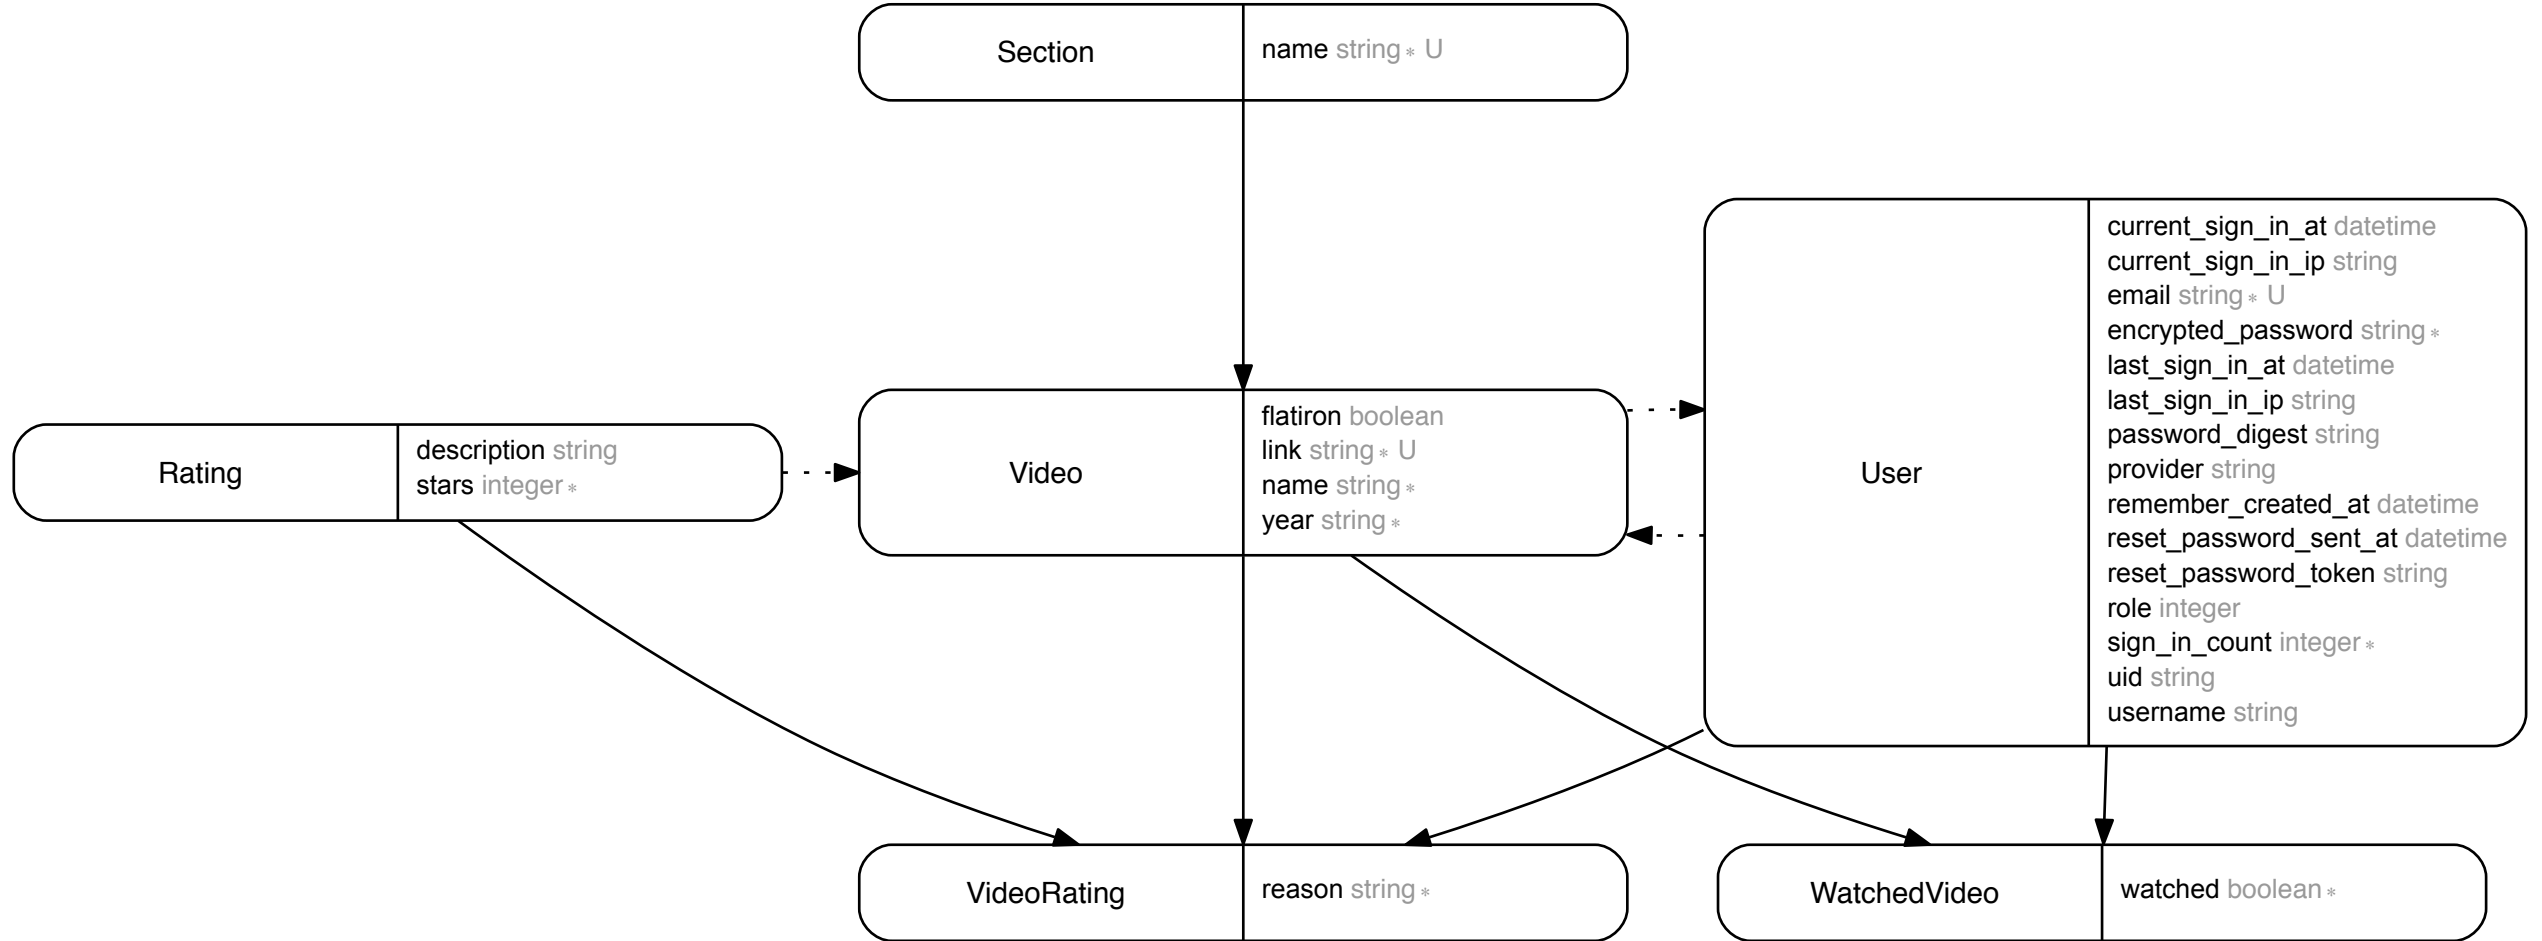 Section
name string∗ U
Rating
description string
stars integer∗
Video
flatiron boolean
link string∗ U
name string∗
year string∗
User
current_sign_in_at datetime
current_sign_in_ip string
email string∗ U
encrypted_password string∗
last_sign_in_at datetime
last_sign_in_ip string
password_digest string
provider string
remember_created_at datetime
reset_password_sent_at datetime
reset_password_token string
role integer
sign_in_count integer∗
uid string
username string
VideoRating
reason string∗
WatchedVideo
watched boolean∗